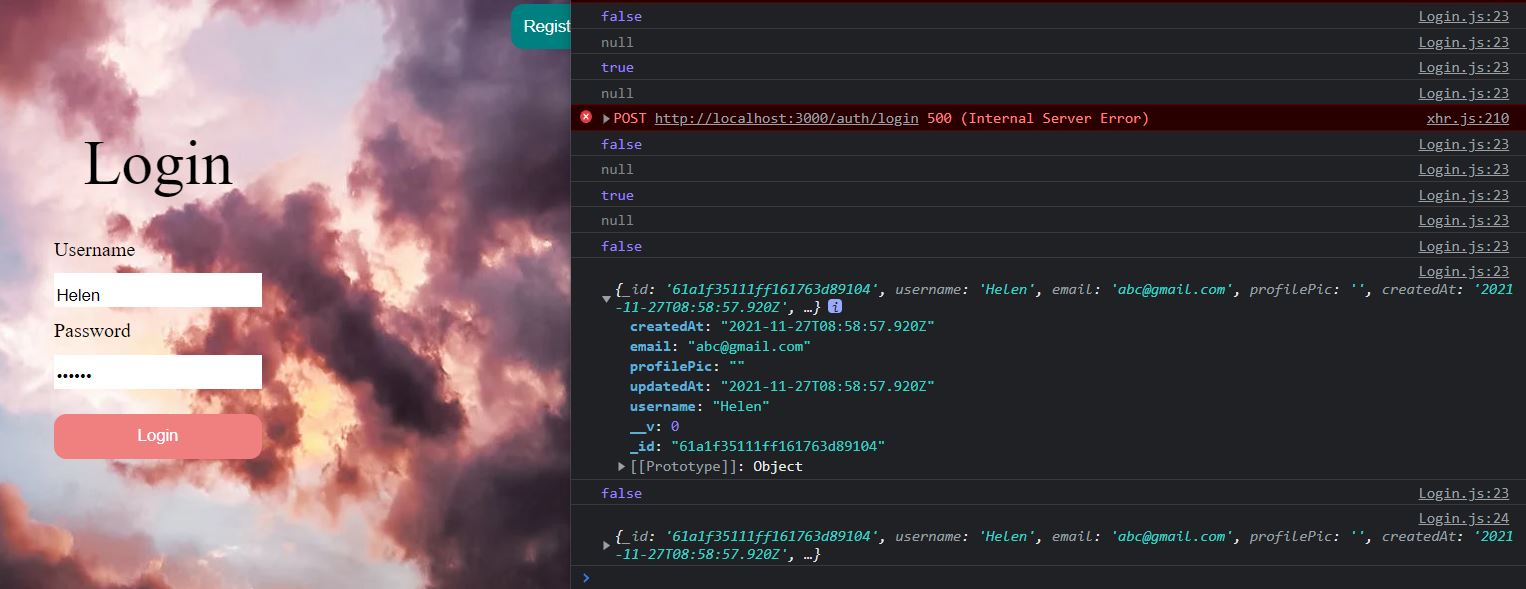 Regist
Login
Username
Helen
Password
••••••
Login
false Login.js:23
null Login.js:23
true Login.js:23
null Login.js:23
POST http://localhost:3000/auth/login 500 (Internal Server Error) xhr.js:210
false Login.js:23
null Login.js:23
true Login.js:23
null Login.js:23
false Login.js:23
Login.js:23
{_id: '61a1f35111ff161763d89104', username: 'Helen', email: 'abc@gmail.com', profilePic: '', createdAt: '2021
-11-27T08:58:57.920Z', …} i
createdAt: "2021-11-27T08:58:57.920Z"
email: "abc@gmail.com"
profilePic: ""
updatedAt: "2021-11-27T08:58:57.920Z"
username: "Helen"
__v: 0
_id: "61a1f35111ff161763d89104"
[[Prototype]]: Object
false Login.js:23
Login.js:24
{_id: '61a1f35111ff161763d89104', username: 'Helen', email: 'abc@gmail.com', profilePic: '', createdAt: '2021
-11-27T08:58:57.920Z', …}